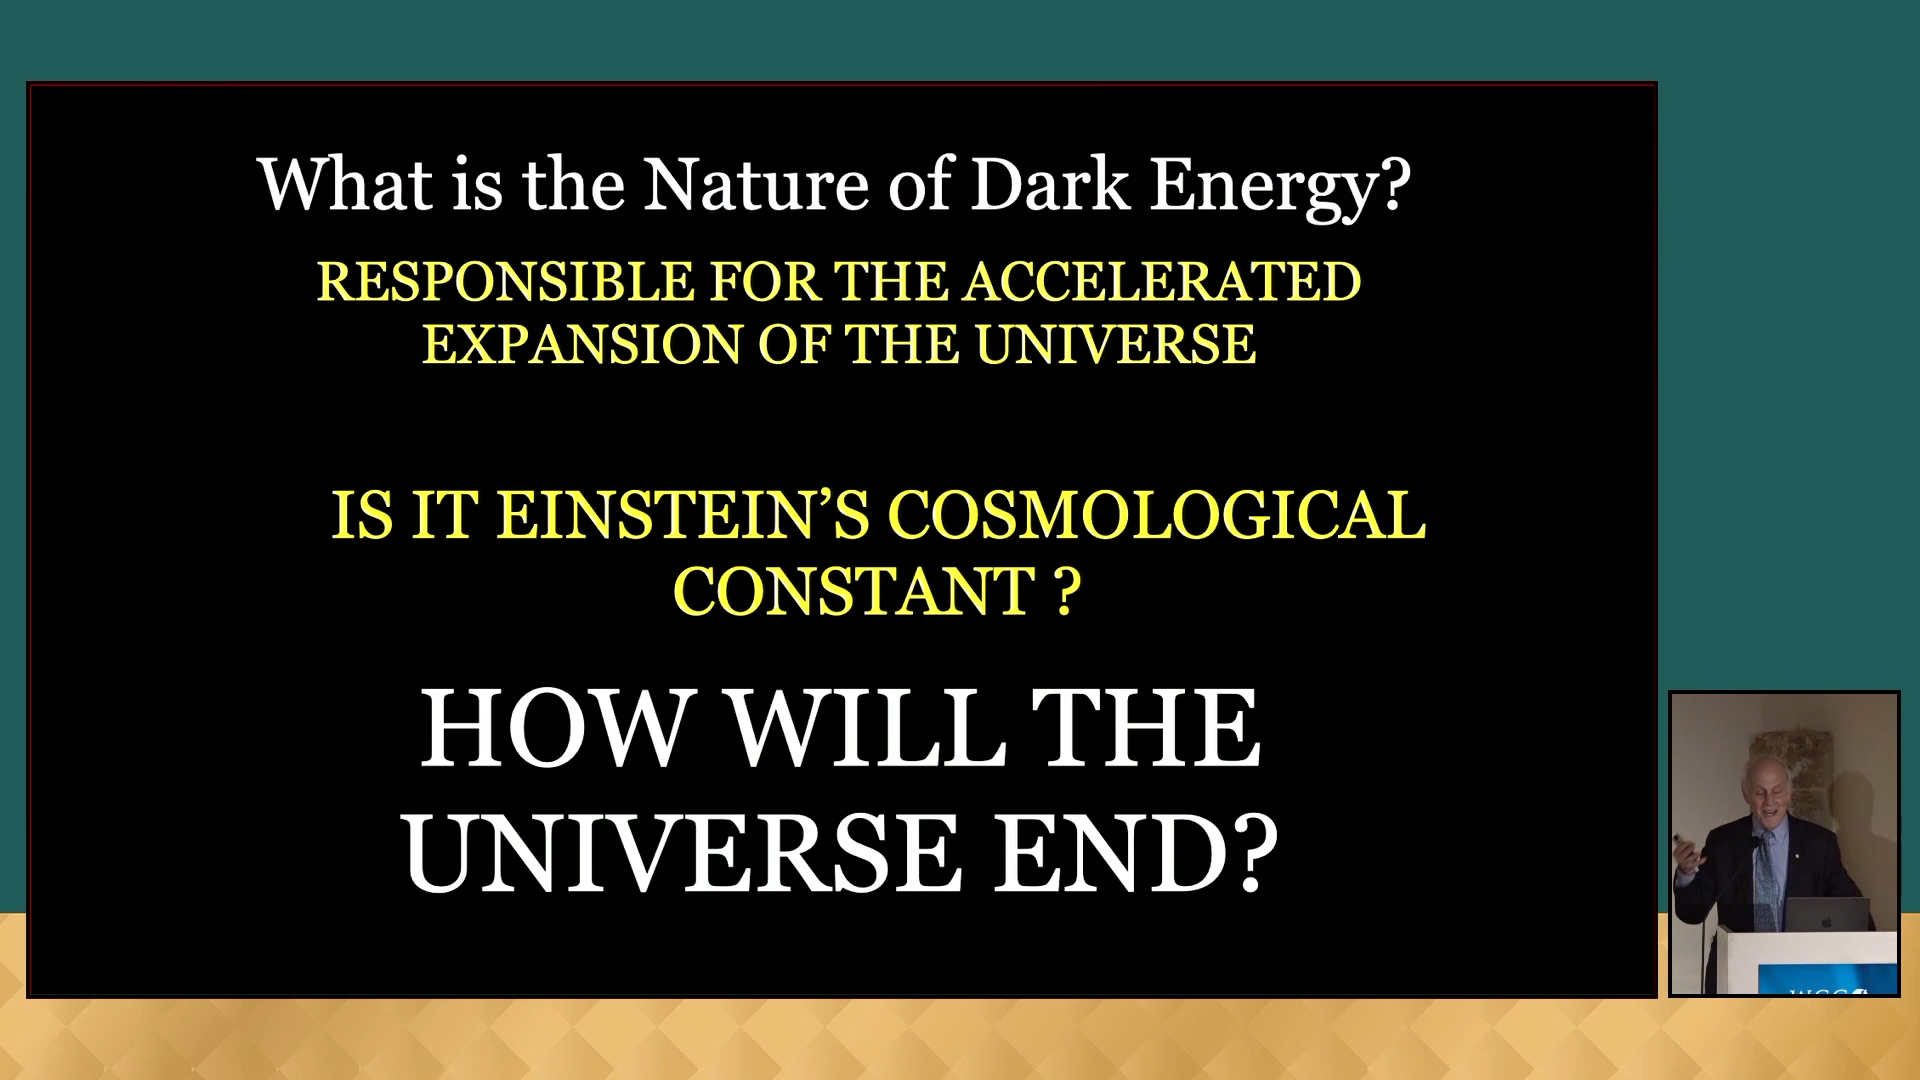 What is the Nature of Dark Energy?
RESPONSIBLE FOR THE ACCELERATED
EXPANSION OF THE UNIVERSE
IS IT EINSTEIN’S COSMOLOGICAL
CONSTANT ?
HOW WILL THE
UNIVERSE END?